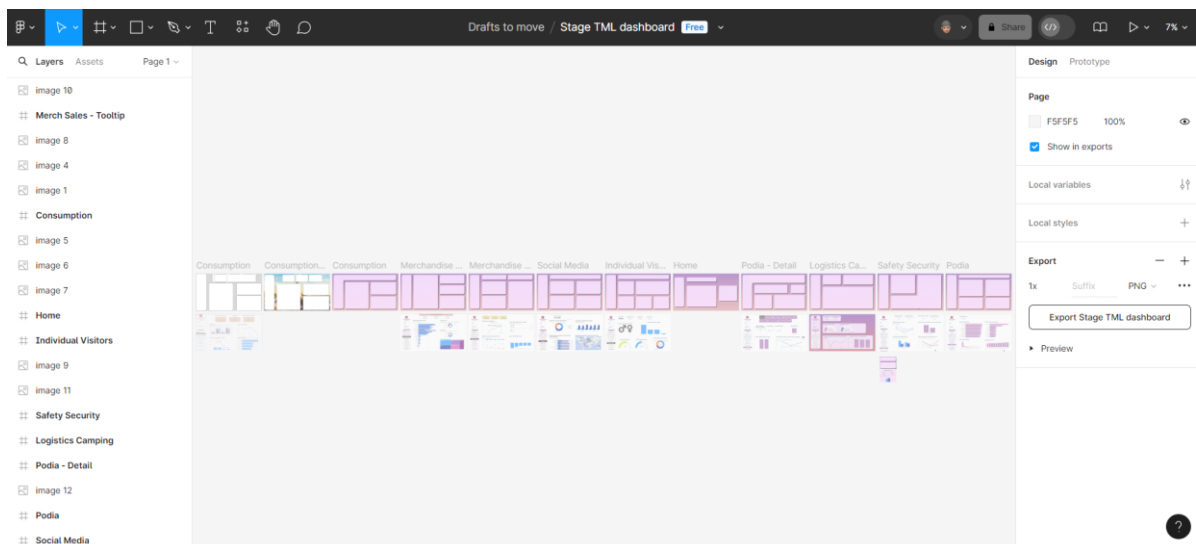 Drafts to move / Stage TML dashboard Free
Share
7%
Layers Assets Page 1
image 10
Merch Sales - Tooltip
image 8
image 4
image 1
Consumption
image 5
image 6
image 7
Home
Individual Visitors
image 9
image 11
Safety Security
Logistics Camping
Podia - Detail
image 12
Podia
Social Media
Consumption Consumption... Consumption Merchandise ... Merchandise ... Social Media Individual Vis... Home Podia - Detail Logistics Ca... Safety Security Podia
Design Prototype
Page
F5F5F5 100%
Show in exports
Local variables
Local styles
Export
1x Suffix PNG
Export Stage TML dashboard
Preview
?